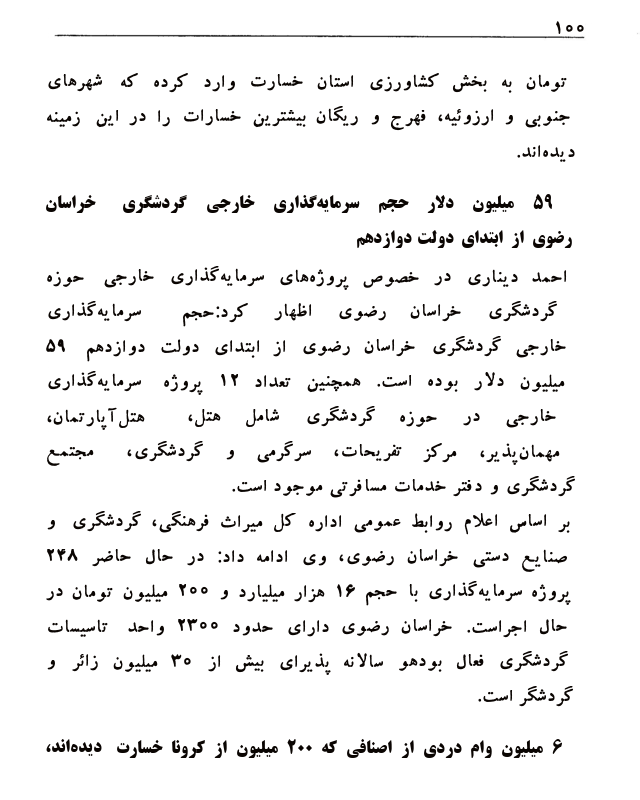 ۱۰۰
تومان به بخش کشاورزی استان خسارت وارد کرده که شهرهای
جنوبی و ارزوئیه، فهرج و ریگان بیشترین خسارات را در این زمینه
دیده‌اند.
۵۹ میلیون دلار حجم سرمایه‌گذاری خارجی گردشگری خراسان
رضوی از ابتدای دولت دوازدهم
احمد دیناری در خصوص پروژه‌های سرمایه‌گذاری خارجی حوزه
گردشگری خراسان رضوی اظهار کرد:حجم سرمایه‌گذاری
خارجی گردشگری خراسان رضوی از ابتدای دولت دوازدهم ۵۹
میلیون دلار بوده است. همچنین تعداد ۱۲ پروژه سرمایه‌گذاری
خارجی در حوزه گردشگری شامل هتل، هتل‌آپارتمان،
مهمان‌پذیر، مرکز تفریحات، سرگرمی و گردشگری، مجتمع
گردشگری و دفتر خدمات مسافرتی موجود است.
بر اساس اعلام روابط عمومی اداره کل میراث فرهنگی، گردشگری و
صنایع دستی خراسان رضوی، وی ادامه داد: در حال حاضر ۲۴۸
پروژه سرمایه‌گذاری با حجم ۱۶ هزار میلیارد و ۲۰۰ میلیون تومان در
حال اجراست. خراسان رضوی دارای حدود ۲۳۰۰ واحد تاسیسات
گردشگری فعال بودهو سالانه پذیرای بیش از ۳۰ میلیون زائر و
گردشگر است.
۶ میلیون وام دردی از اصنافی که ۲۰۰ میلیون از کرونا خسارت دیده‌اند،